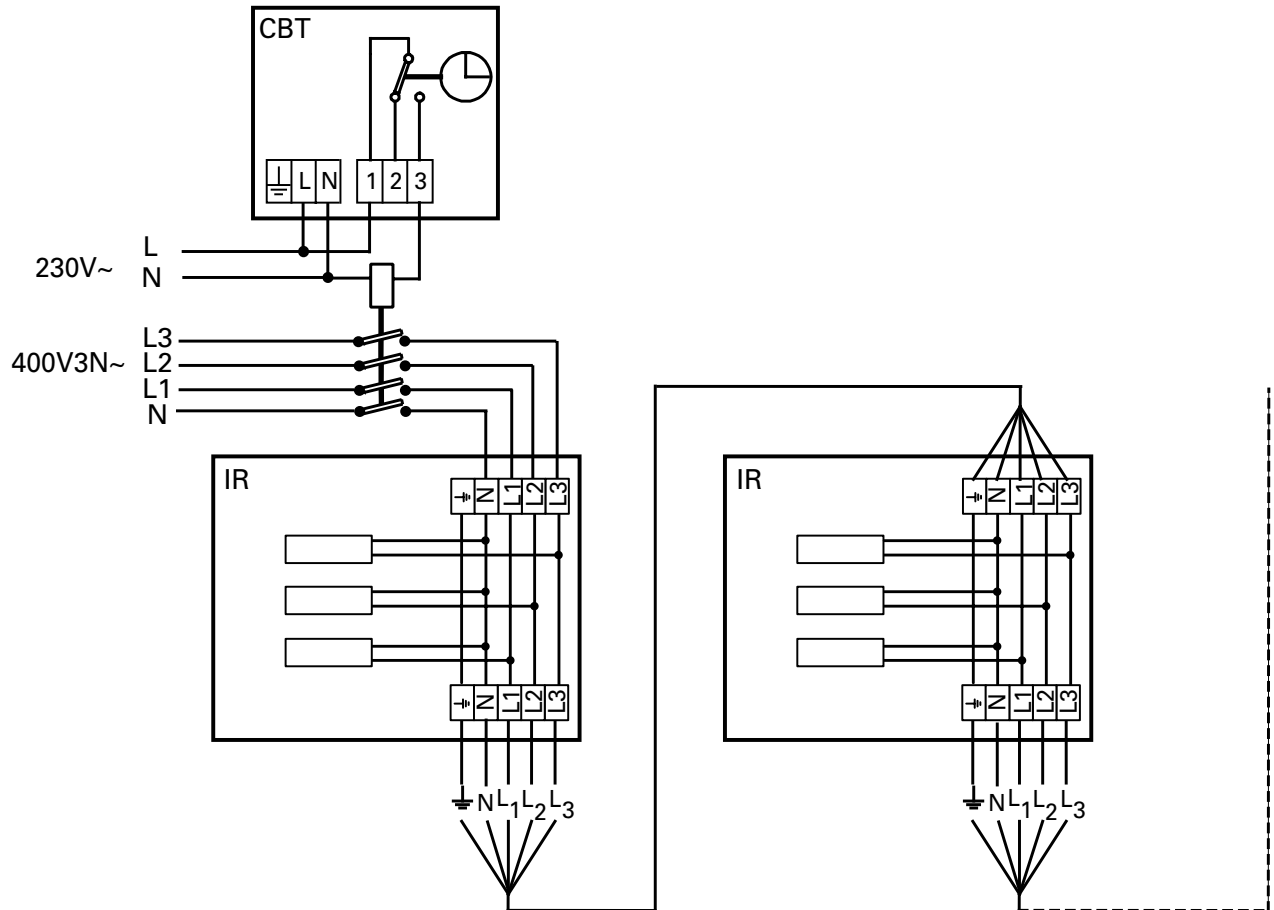 CBT
L N 1 2 3
L
230V~
N
L3
400V3N~ L2
L1
N
IR
N L1 L2 L3
N L1 L2 L3
N L1 L2 L3
IR
N L1 L2 L3
N L1 L2 L3
N L1 L2 L3